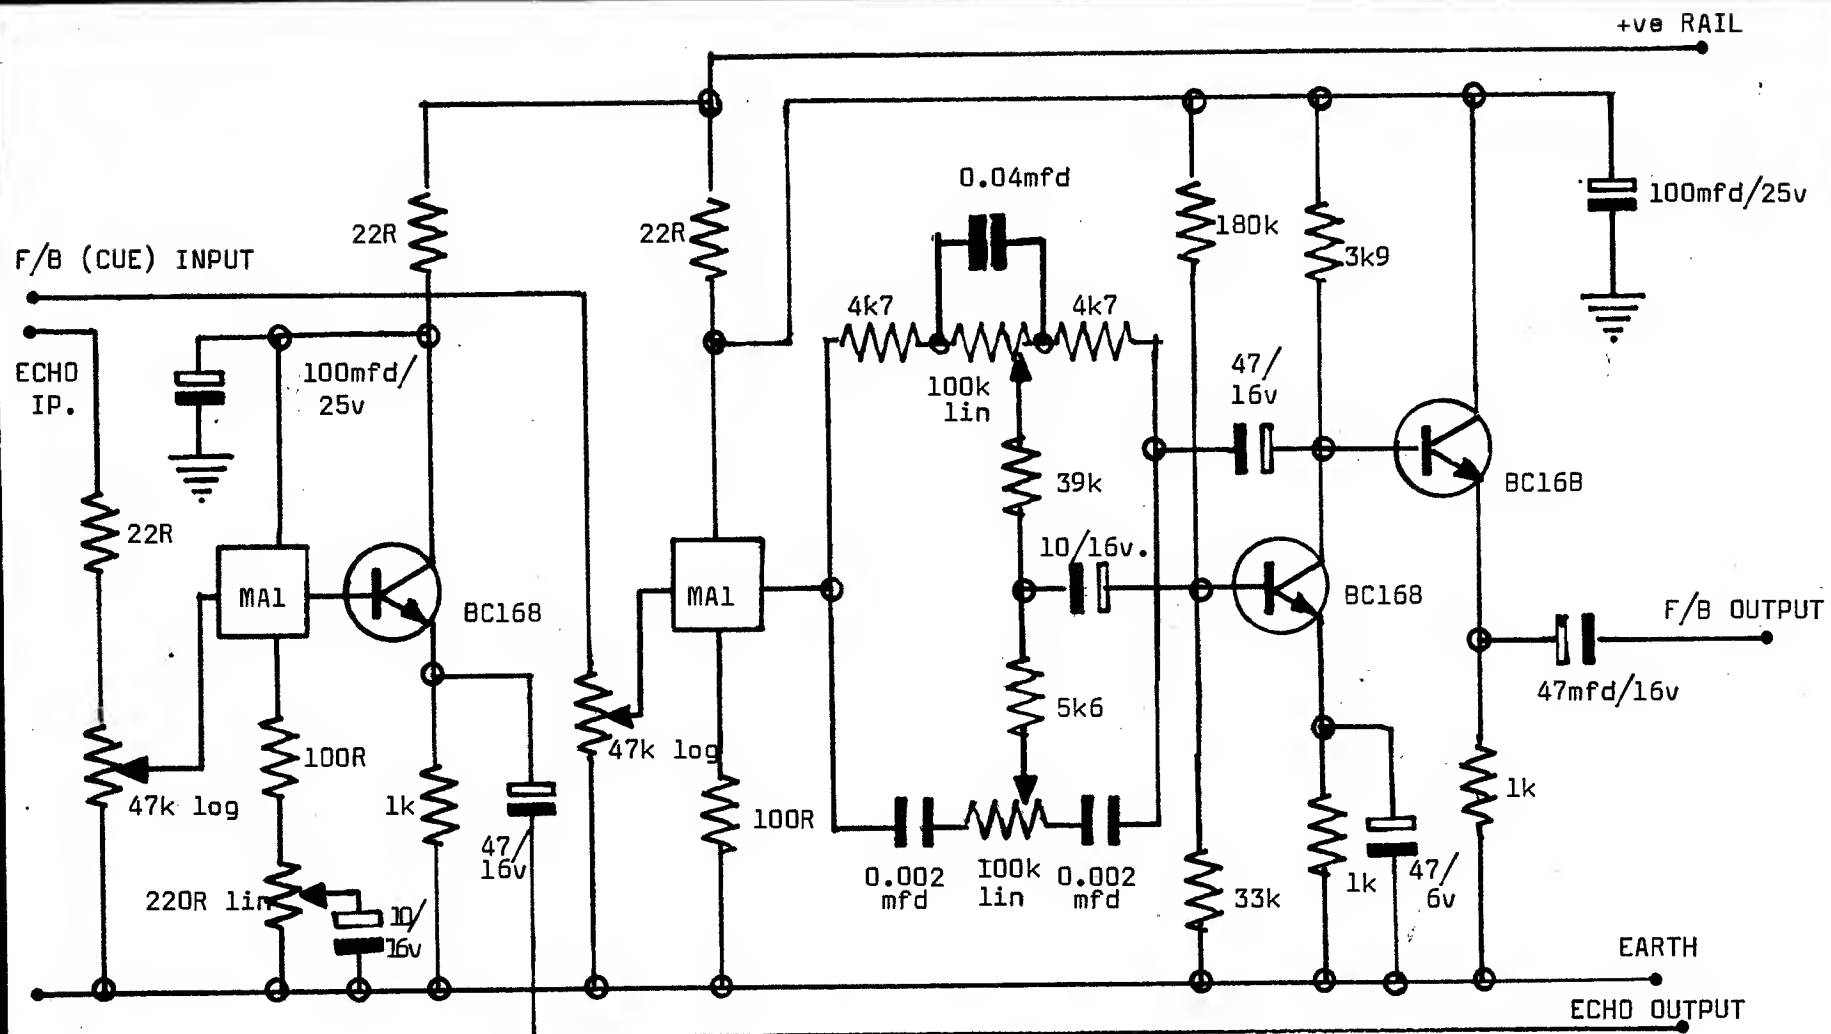 +ve RAIL
0.04mfd
100mfd/25v
22R
22R
180k
3k9
F/B (CUE) INPUT
4k7
4k7
ECHO
IP.
100mfd/
25v
100k
lin
47/
16v
39k
BC16B
22R
10/16v.
MA1
BC168
MA1
BC168
F/B OUTPUT
5k6
47mfd/16v
47k log
100R
47k log
1k
1k
47/
16v
100R
0.002
mfd
100k
lin
0.002
mfd
1k
47/
6v
220R lin
10/
16v
33k
EARTH
ECHO OUTPUT